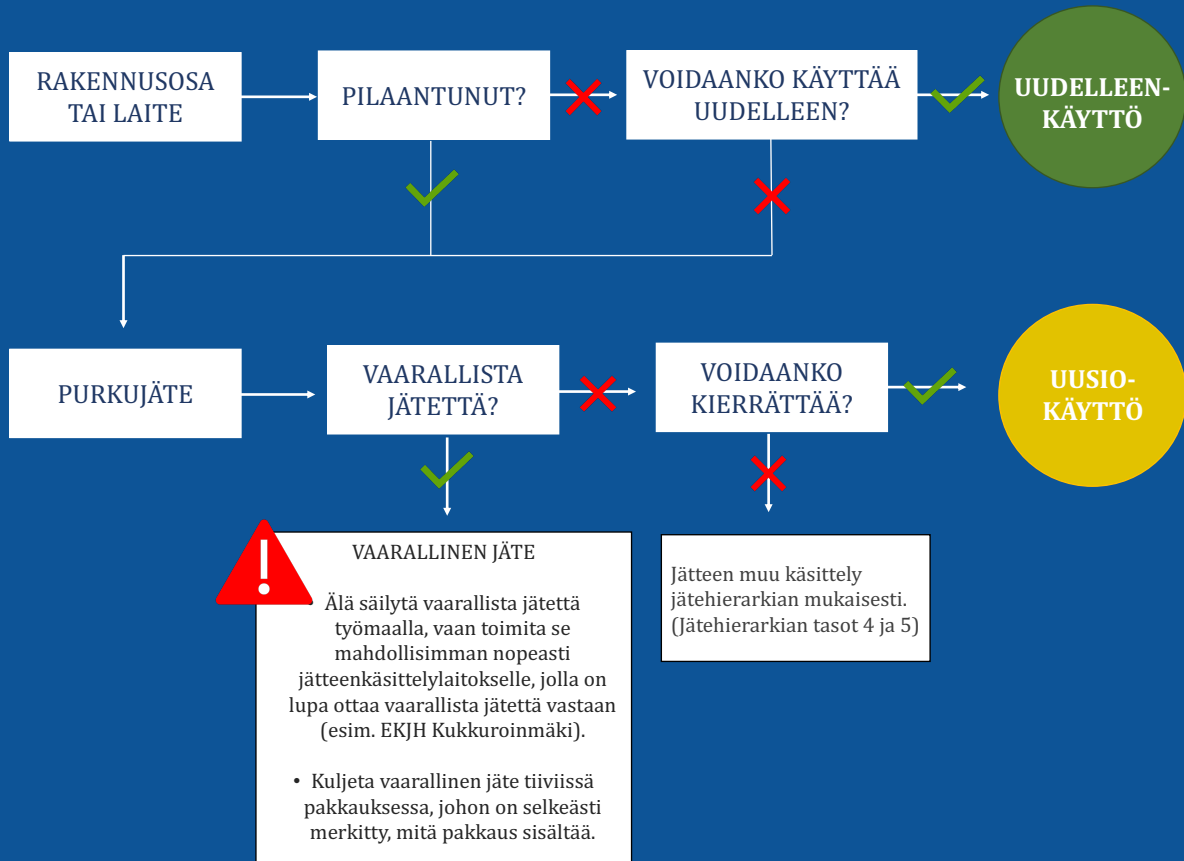 RAKENNUSOSA
TAI LAITE
PILAANTUNUT?
VOIDAANKO KÄYTTÄÄ
UUDELLEEN?
UUDELLEEN-
KÄYTTÖ
PURKUJÄTE
VAARALLISTA
JÄTETTÄ?
VOIDAANKO
KIERRÄTTÄÄ?
UUSIO-
KÄYTTÖ
VAARALLINEN JÄTE
• Älä säilytä vaarallista jätettä
työmaalla, vaan toimita se
mahdollisimman nopeasti
jätteenkäsittelylaitokselle, jolla on
lupa ottaa vaarallista jätettä vastaan
(esim. EKJH Kukkuroinmäki).
• Kuljeta vaarallinen jäte tiiviissä
pakkauksessa, johon on selkeästi
merkitty, mitä pakkaus sisältää.
Jätteen muu käsittely
jätehierarkian mukaisesti.
(Jätehierarkian tasot 4 ja 5)